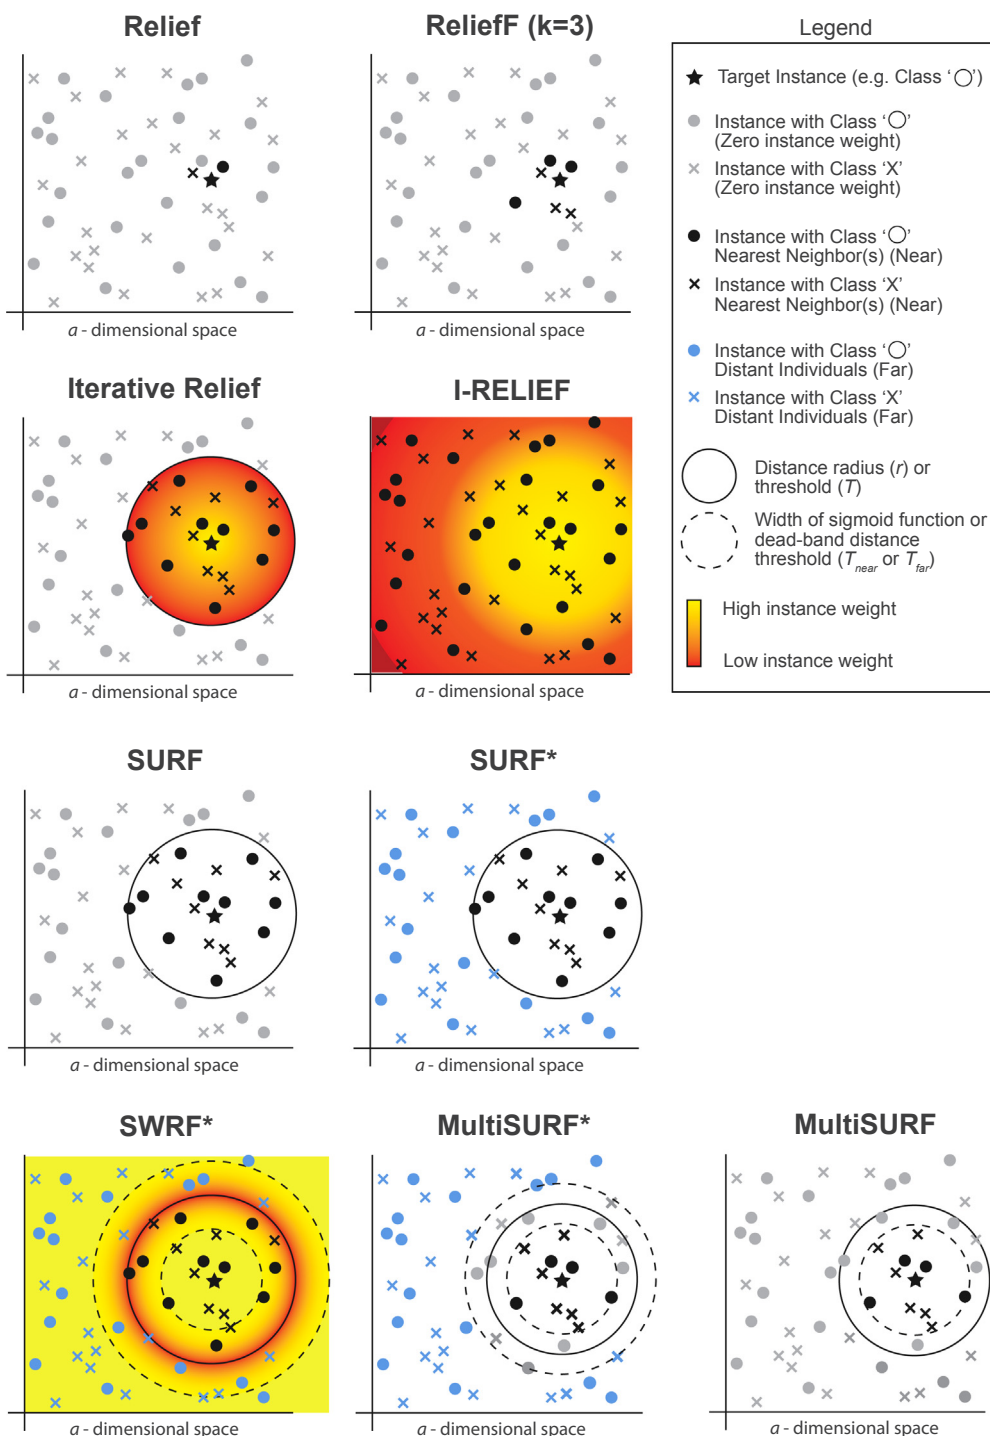 Relief
ReliefF (k=3)
Legend
Target Instance (e.g. Class ‘○’)
Instance with Class ‘○’
(Zero instance weight)
Instance with Class ‘X’
(Zero instance weight)
Instance with Class ‘○’
Nearest Neighbor(s) (Near)
Instance with Class ‘X’
Nearest Neighbor(s) (Near)
Instance with Class ‘○’
Distant Individuals (Far)
Instance with Class ‘X’
Distant Individuals (Far)
Distance radius (r) or
threshold (T)
Width of sigmoid function or
dead-band distance
threshold (T_near or T_far)
High instance weight
Low instance weight
a - dimensional space
a - dimensional space
Iterative Relief
I-RELIEF
a - dimensional space
a - dimensional space
SURF
SURF*
a - dimensional space
a - dimensional space
SWRF*
MultiSURF*
MultiSURF
a - dimensional space
a - dimensional space
a - dimensional space